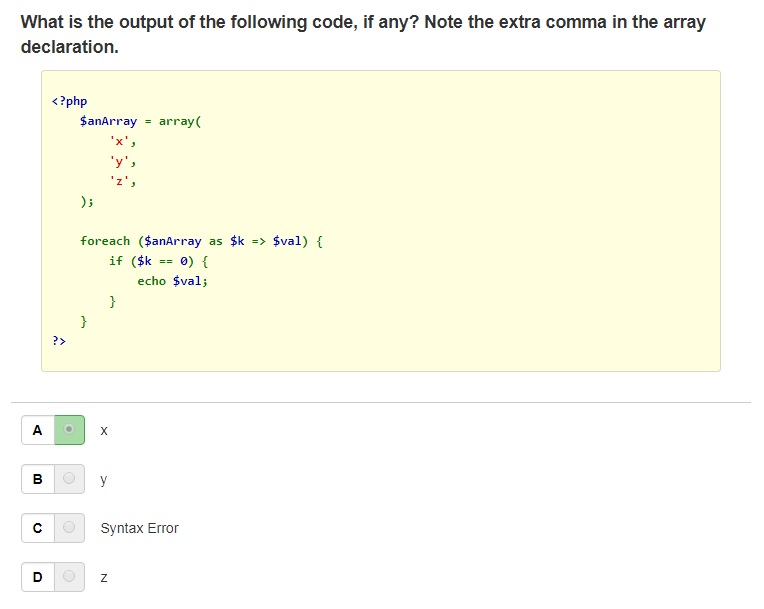 What is the output of the following code, if any? Note the extra comma in the array
declaration.
<?php
$anArray = array(
'x',
'y',
'z',
);
foreach ($anArray as $k => $val) {
if ($k == 0) {
echo $val;
}
}
?>
A x
B y
C Syntax Error
D z